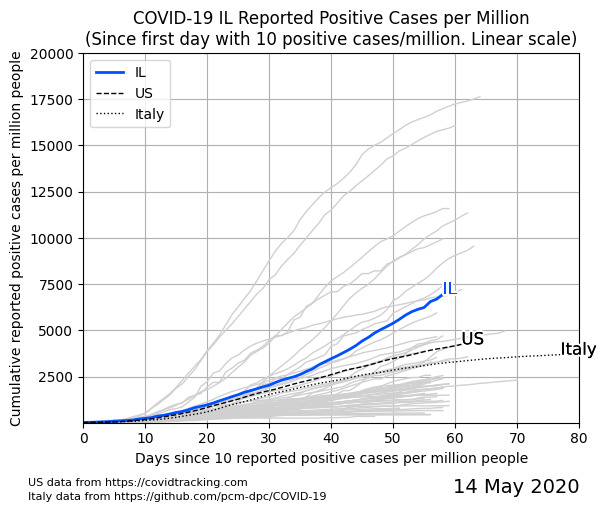 COVID-19 IL Reported Positive Cases per Million
(Since first day with 10 positive cases/million. Linear scale)
Cumulative reported positive cases per million people
20000
17500
15000
12500
10000
7500
5000
2500
IL
US
Italy
IL
US
Italy
0 10 20 30 40 50 60 70 80
Days since 10 reported positive cases per million people
US data from https://covidtracking.com
Italy data from https://github.com/pcm-dpc/COVID-19
14 May 2020